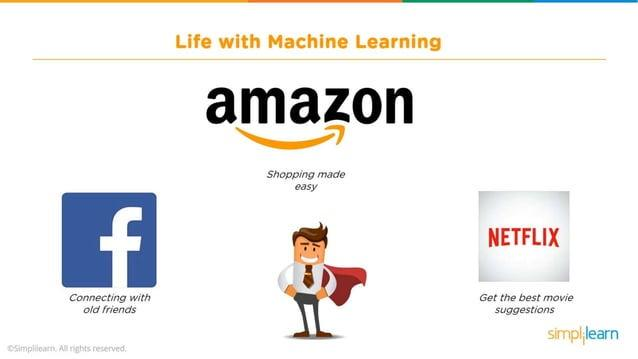 Life with Machine Learning
amazon
Shopping made
easy
f
NETFLIX
Connecting with
old friends
Get the best movie
suggestions
simplilearn
©Simplilearn. All rights reserved.